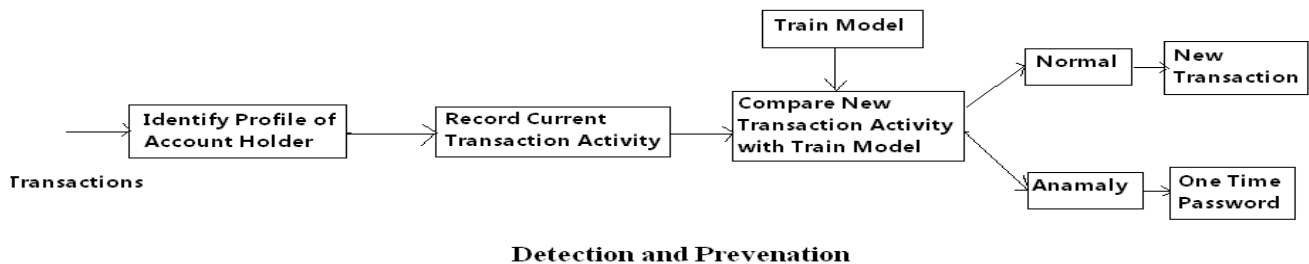 Transactions
Identify Profile of
Account Holder
Record Current
Transaction Activity
Train Model
Compare New
Transaction Activity
with Train Model
Normal
New
Transaction
Anamaly
One Time
Password
Detection and Prevenation